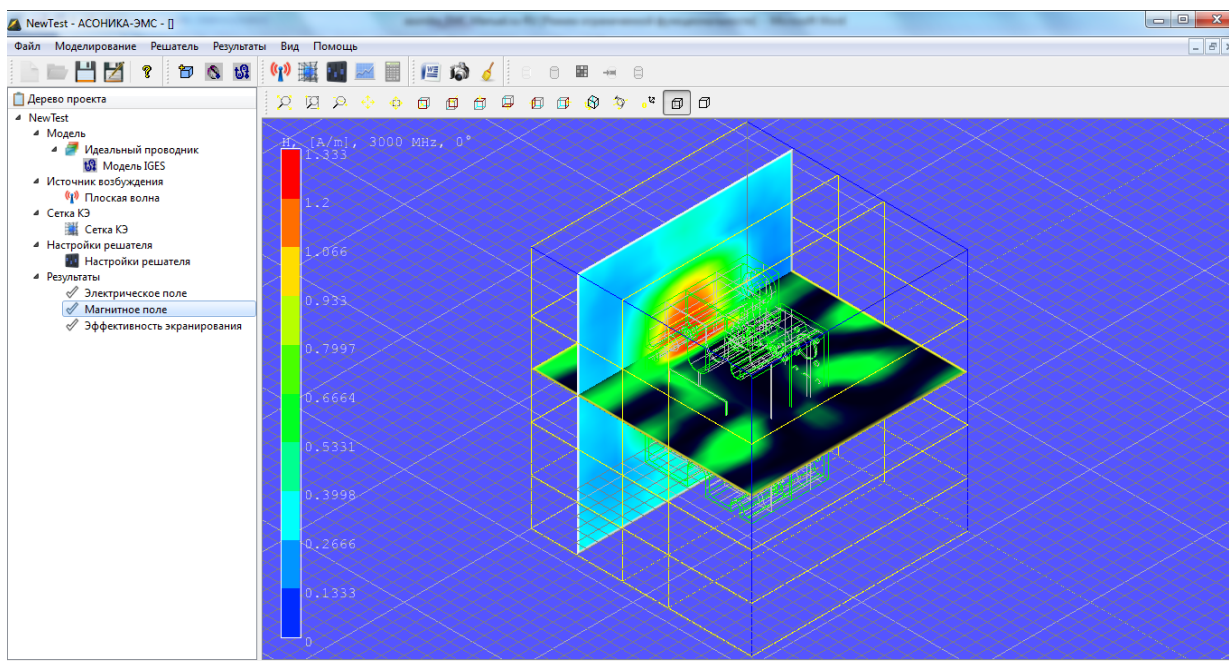 NewTest - АСОНИКА-ЭМС - []
Файл Моделирование Решатель Результаты Вид Помощь
Дерево проекта
NewTest
Модель
Идеальный проводник
Модель IGES
Источник возбуждения
Плоская волна
Сетка КЭ
Сетка КЭ
Настройки решателя
Настройки решателя
Результаты
Электрическое поле
Магнитное поле
Эффективность экранирования
H, [A/m], 3000 MHz, 0°
1.333
1.2
1.066
0.933
0.7997
0.6664
0.5331
0.3998
0.2666
0.1333
0